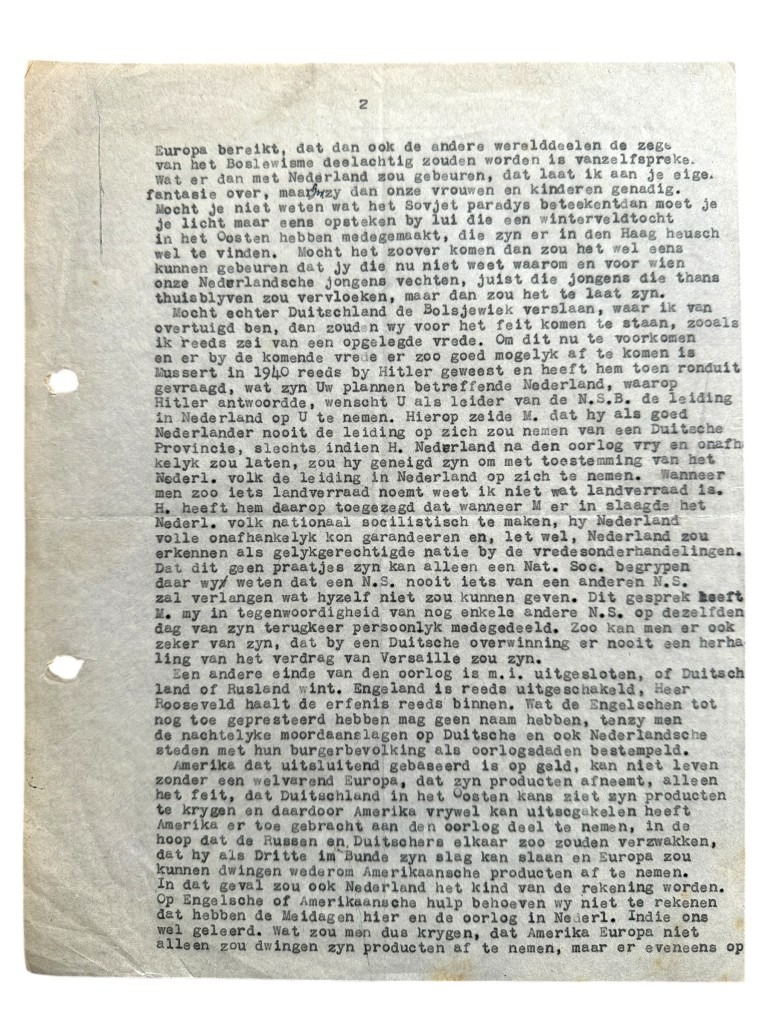 2
Europa bereikt, dat dan ook de andere werelddeelen de zege
van het Boslewisme deelachtig zouden worden is vanzelfspreke.
Wat er dan met Nederland zou gebeuren, dat laat ik aan je eige.
fantasie over, maar zy dan onze vrouwen en kinderen genadig.
Mocht je niet weten wat het Sovjet paradys beteekentdan moet je
je licht maar eens opsteken by lui die een winterveldtocht
in het Oosten hebben medegemaakt, die zyn er in den Haag heusch
wel te vinden.  Mocht het zoover komen dan zou het wel eens
kunnen gebeuren dat jy die nu niet weet waarom en voor wien
onze Nederlandsche jongens vechten, juist die jongens die thans
thuisblyven zou vervloeken, maar dan zou het te laat zyn.
Mocht echter Duitschland de Bolsjewiek verslaan, waar ik van
overtuigd ben, dan zouden wy voor het feit komen te staan, zooals
ik reeds zei van een opgelegde vrede. Om dit nu te voorkomen
en er by de komende vrede er zoo goed mogelyk af te komen is
Mussert in 1940 reeds by Hitler geweest en heeft hem toen ronduit
gevraagd, wat zyn Uw plannen betreffende Nederland, waarop
Hitler antwoordde, wenscht U als leider van de N.S.B. de leiding
in Nederland op U te nemen. Hierop zeide M. dat hy als goed
Nederlander nooit de leiding op zich zou nemen van een Duitsche
Provincie, slechts indien H. Nederland na den oorlog vry en onafh
kelyk zou laten, zou hy geneigd zyn om met toestemming van het
Nederl. volk de leiding in Nederland op zich te nemen.  Wanneer
men zoo iets landverraad noemt weet ik niet wat landverraad is.
H. heeft hem daarop toegezegd dat wanneer M er in slaagde het
Nederl. volk nationaal socilistisch te maken, hy Nederland
volle onafhankelyk kon garandeeren en, let wel, Nederland zou
erkennen als gelykgerechtigde natie by de vredesonderhandelingen.
Dat dit geen praatjes zyn kan alleen een Nat. Soc. begrypen
daar wy weten dat een N.S. nooit iets van een anderen N.S.
zal verlangen wat hyzelf niet zou kunnen geven. Dit gesprek heeft
M. my in tegenwoordigheid van nog enkele andere N.S. op dezelfden
dag van zyn terugkeer persoonlyk medegedeeld. Zoo kan men er ook
zeker van zyn, dat by een Duitsche overwinning er nooit een herha
ling van het verdrag van Versaille zou zyn.
Een andere einde van den oorlog is m.i. uitgesloten, of Duitsch
land of Rusland wint. Engeland is reeds uitgeschakeld, Heer
Rooseveld haalt de erfenis reeds binnen. Wat de Engelschen tot
nog toe gepresteerd hebben mag geen naam hebben, tenzy men
de nachtelyke moordaanslagen op Duitsche en ook Nederlandsche
steden met hun burgerbevolking als oorlogsdaden bestempeld.
Amerika dat uitsluitend gebaseerd is op geld, kan niet leven
zonder een welvarend Europa, dat zyn producten afneemt, alleen
het feit, dat Duitschland in het Oosten kans ziet zyn producten
te krygen en daardoor Amerika vrywel kan uitscgakelen heeft
Amerika er toe gebracht aan den oorlog deel te nemen, in de
hoop dat de Russen en Duitschers elkaar zoo zouden verzwakken,
dat hy als Dritte im Bunde zyn slag kan slaan en Europa zou
kunnen dwingen wederom Amerikaansche producten af te nemen.
In dat geval zou ook Nederland het kind van de rekening worden.
Op Engelsche of Amerikaansche hulp behoeven wy niet te rekenen
dat hebben de Meidagen hier en de oorlog in Nederl. Indie ons
wel geleerd. Wat zou men dus krygen, dat Amerika Europa niet
alleen zou dwingen zyn producten af te nemen, maar er eveneens op